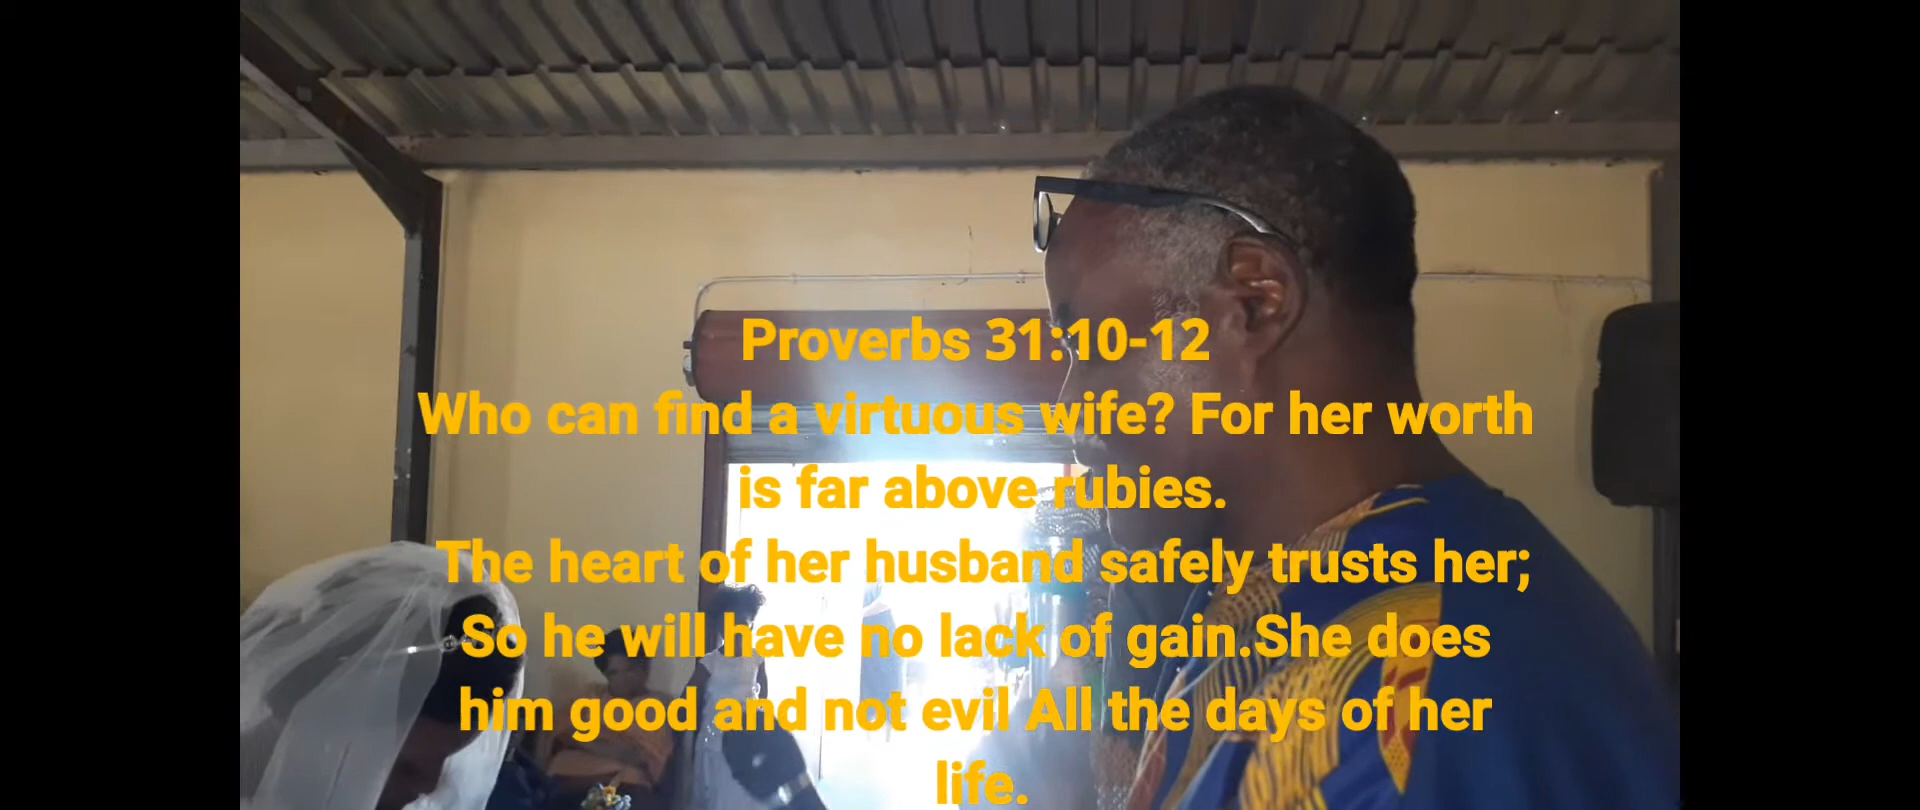 Proverbs 31:10-12
Who can find a virtuous wife? For her worth
is far above rubies.
The heart of her husband safely trusts her;
So he will have no lack of gain.She does
him good and not evil All the days of her
life.